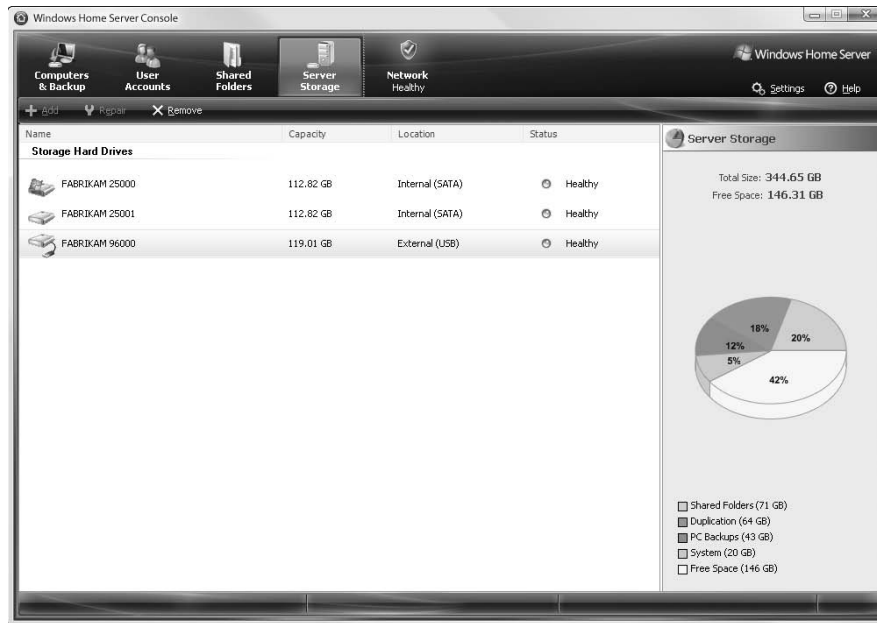 Windows Home Server Console
Computers & Backup
User Accounts
Shared Folders
Server Storage
Network
Healthy
Windows Home Server
Settings
Help
Add
Repair
Remove
Name Capacity Location Status
Storage Hard Drives
FABRIKAM 25000 112.82 GB Internal (SATA) Healthy
FABRIKAM 25001 112.82 GB Internal (SATA) Healthy
FABRIKAM 96000 119.01 GB External (USB) Healthy
Server Storage
Total Size: 344.65 GB
Free Space: 146.31 GB
18%
20%
12%
5%
42%
Shared Folders (71 GB)
Duplication (64 GB)
PC Backups (43 GB)
System (20 GB)
Free Space (146 GB)